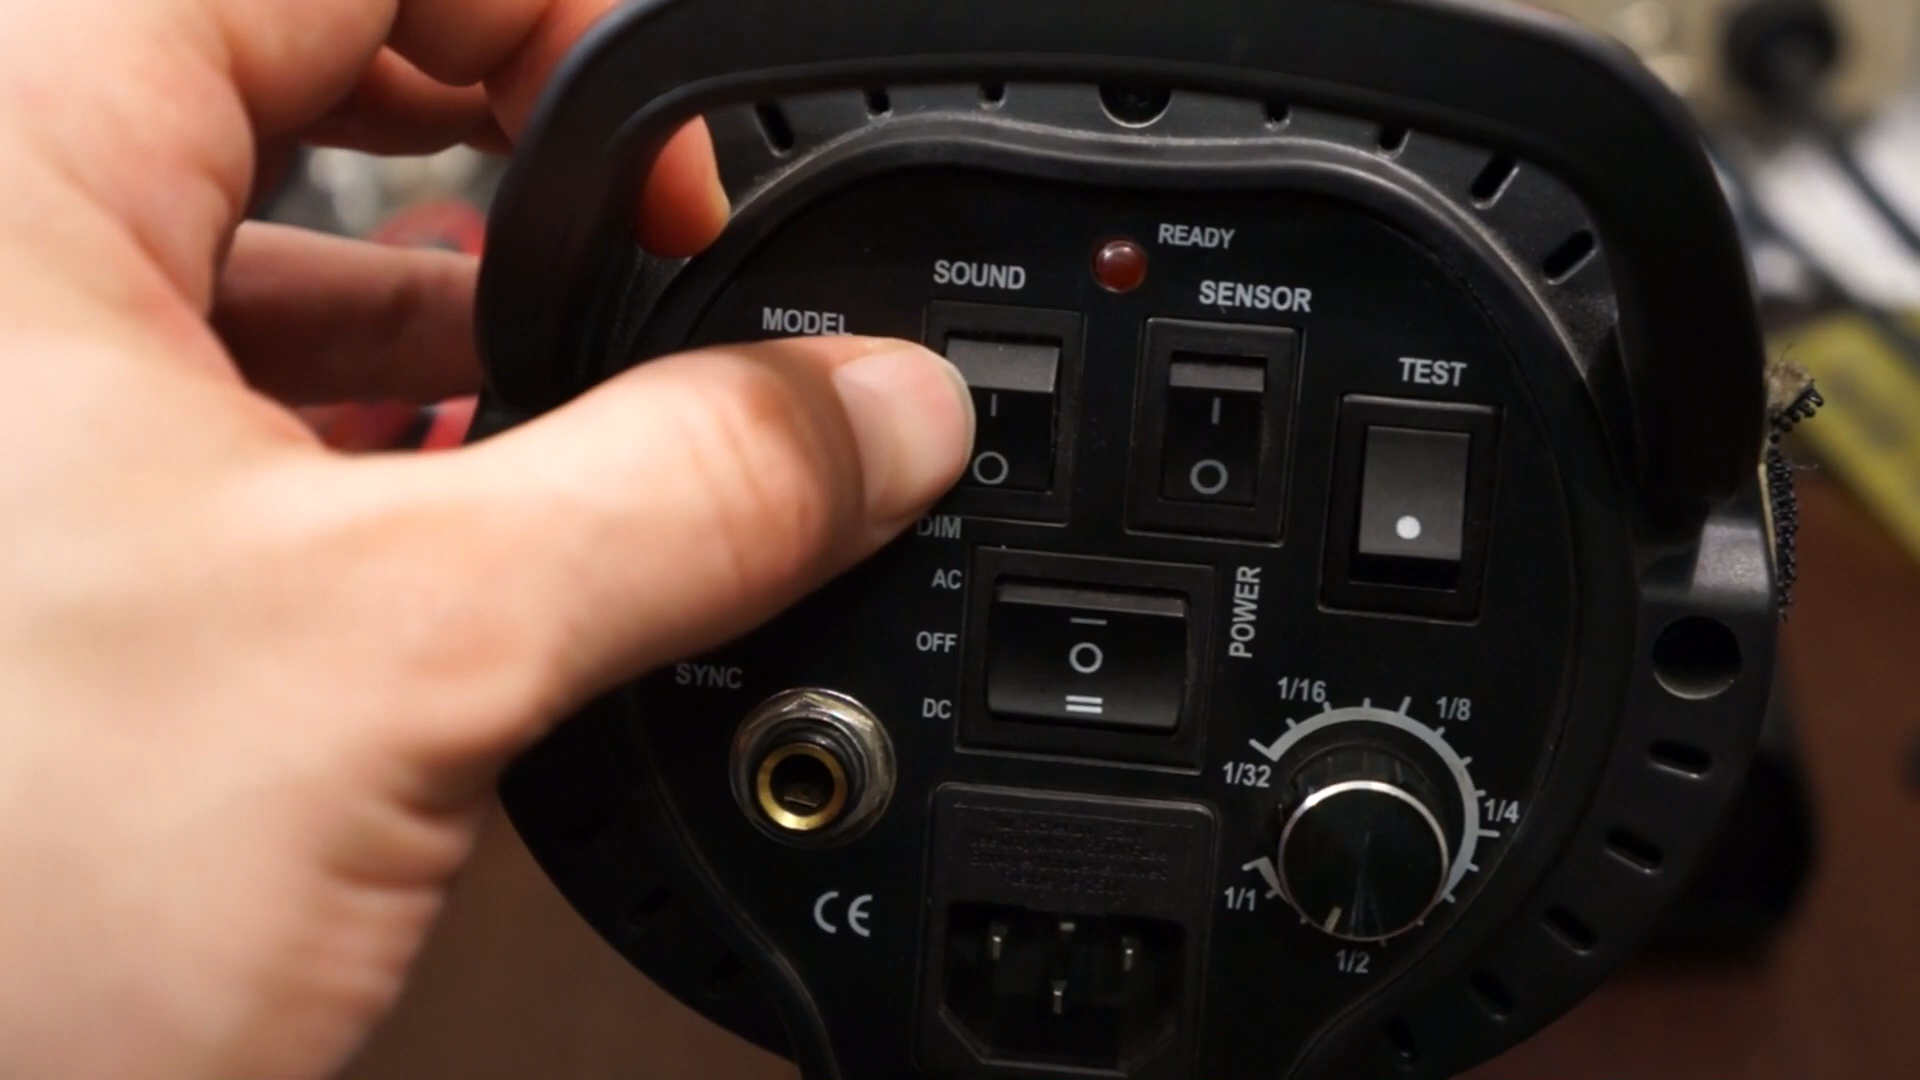 READY
SOUND
SENSOR
MODEL
TEST
DIM
AC
OFF
DC
POWER
SYNC
1/16
1/8
1/32
1/4
1/1
1/2
CE